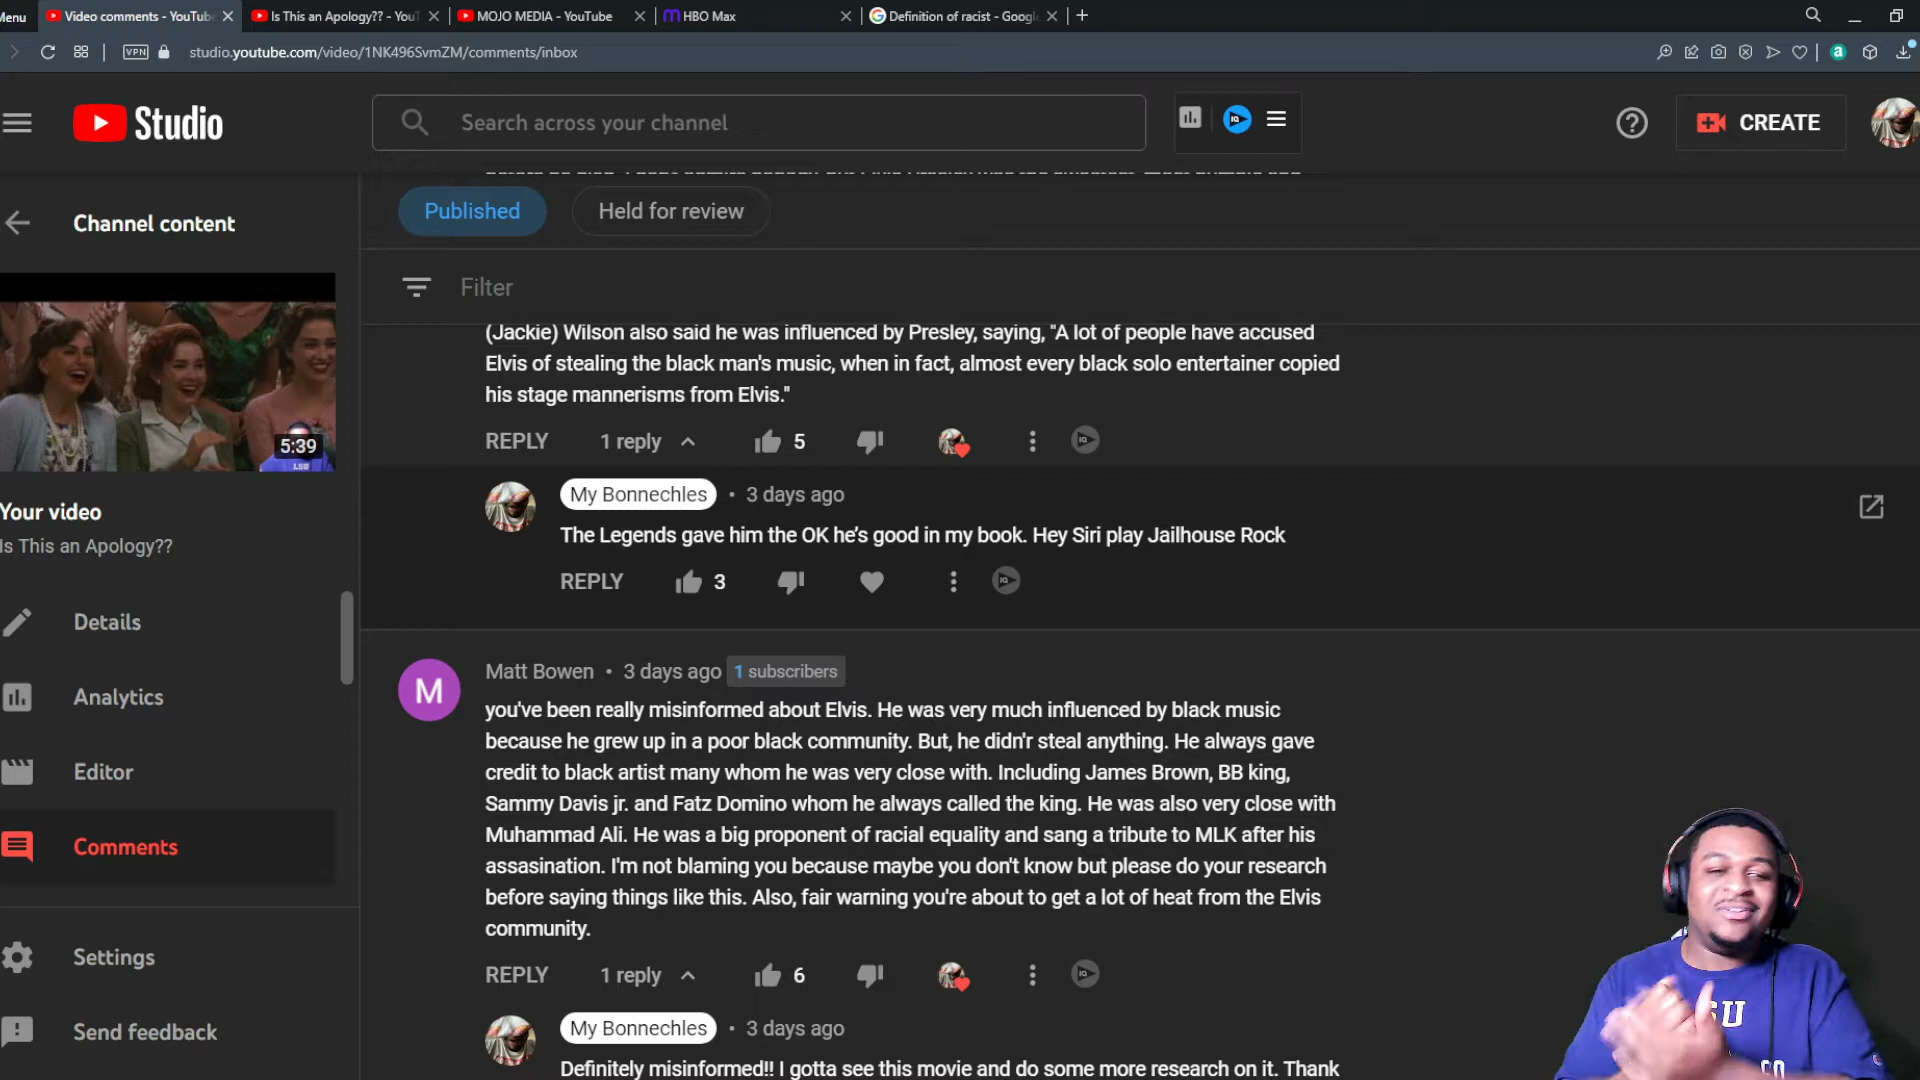 Menu
Video comments - YouTub
Is This an Apology?? - YouT
MOJO MEDIA - YouTube
HBO Max
Definition of racist - Goog
VPN
studio.youtube.com/video/1NK496SvmZM/comments/inbox
Studio
Search across your channel
IQ
CREATE
Channel content
Published
Held for review
Filter
5:39
LSU
Your video
Is This an Apology??
Details
Analytics
Editor
Comments
Settings
Send feedback
(Jackie) Wilson also said he was influenced by Presley, saying, "A lot of people have accused
Elvis of stealing the black man's music, when in fact, almost every black solo entertainer copied
his stage mannerisms from Elvis."
REPLY 1 reply 5
My Bonnechles • 3 days ago
The Legends gave him the OK he's good in my book. Hey Siri play Jailhouse Rock
REPLY 3
M
Matt Bowen • 3 days ago 1 subscribers
you've been really misinformed about Elvis. He was very much influenced by black music
because he grew up in a poor black community. But, he didn'r steal anything. He always gave
credit to black artist many whom he was very close with. Including James Brown, BB king,
Sammy Davis jr. and Fatz Domino whom he always called the king. He was also very close with
Muhammad Ali. He was a big proponent of racial equality and sang a tribute to MLK after his
assasination. I'm not blaming you because maybe you don't know but please do your research
before saying things like this. Also, fair warning you're about to get a lot of heat from the Elvis
community.
REPLY 1 reply 6
My Bonnechles • 3 days ago
Definitely misinformed!! I gotta see this movie and do some more research on it. Thank